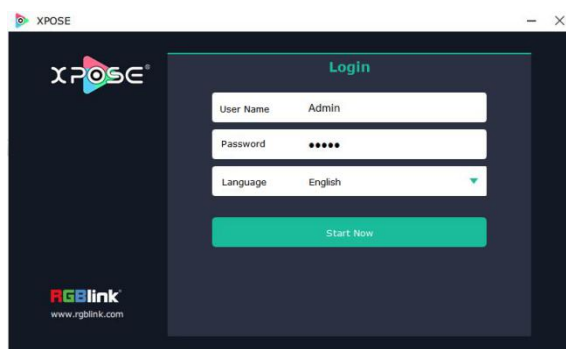 XPOSE
XPOSE®
Login
User Name Admin
Password •••••
Language English
Start Now
RGBlink®
www.rgblink.com